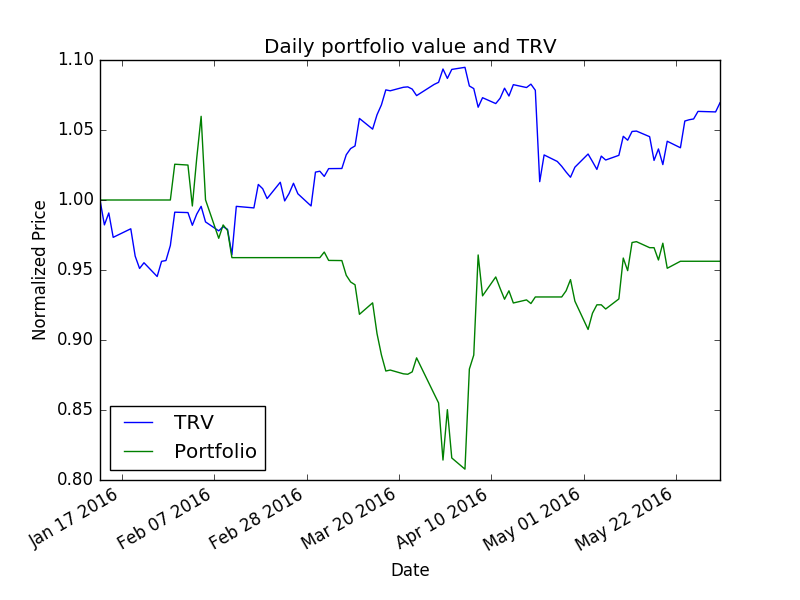 Daily portfolio value and TRV
1.10
1.05
1.00
0.95
0.90
0.85
0.80
Normalized Price
TRV
Portfolio
Jan 17 2016
Feb 07 2016
Feb 28 2016
Mar 20 2016
Apr 10 2016
May 01 2016
May 22 2016
Date